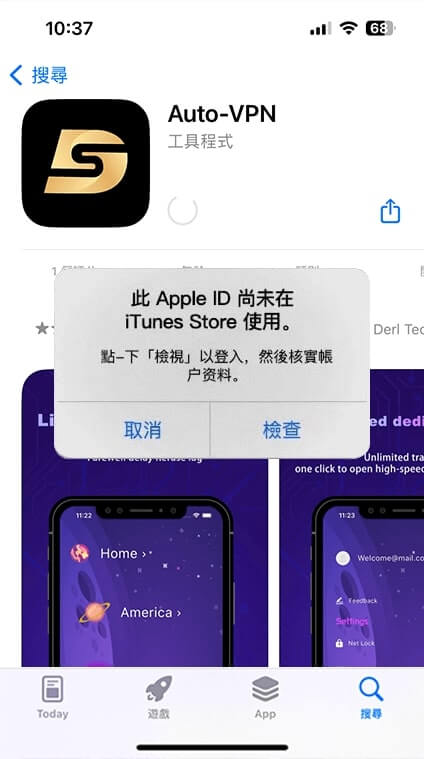 10:37
68
搜尋
Auto-VPN
工具程式
此 Apple ID 尚未在
iTunes Store 使用。
點一下「檢視」以登入，然後核實帳
户资料。
取消
檢查
Derl Tec
Li
ed dedi
Farewell delay refuse lag
Unlimited tra
one click to open high-speed
11:22
Home ›
America ›
11:23
Welcome@mail.co
Feedback
Settings
Net Lock
Today
遊戲
App
搜尋